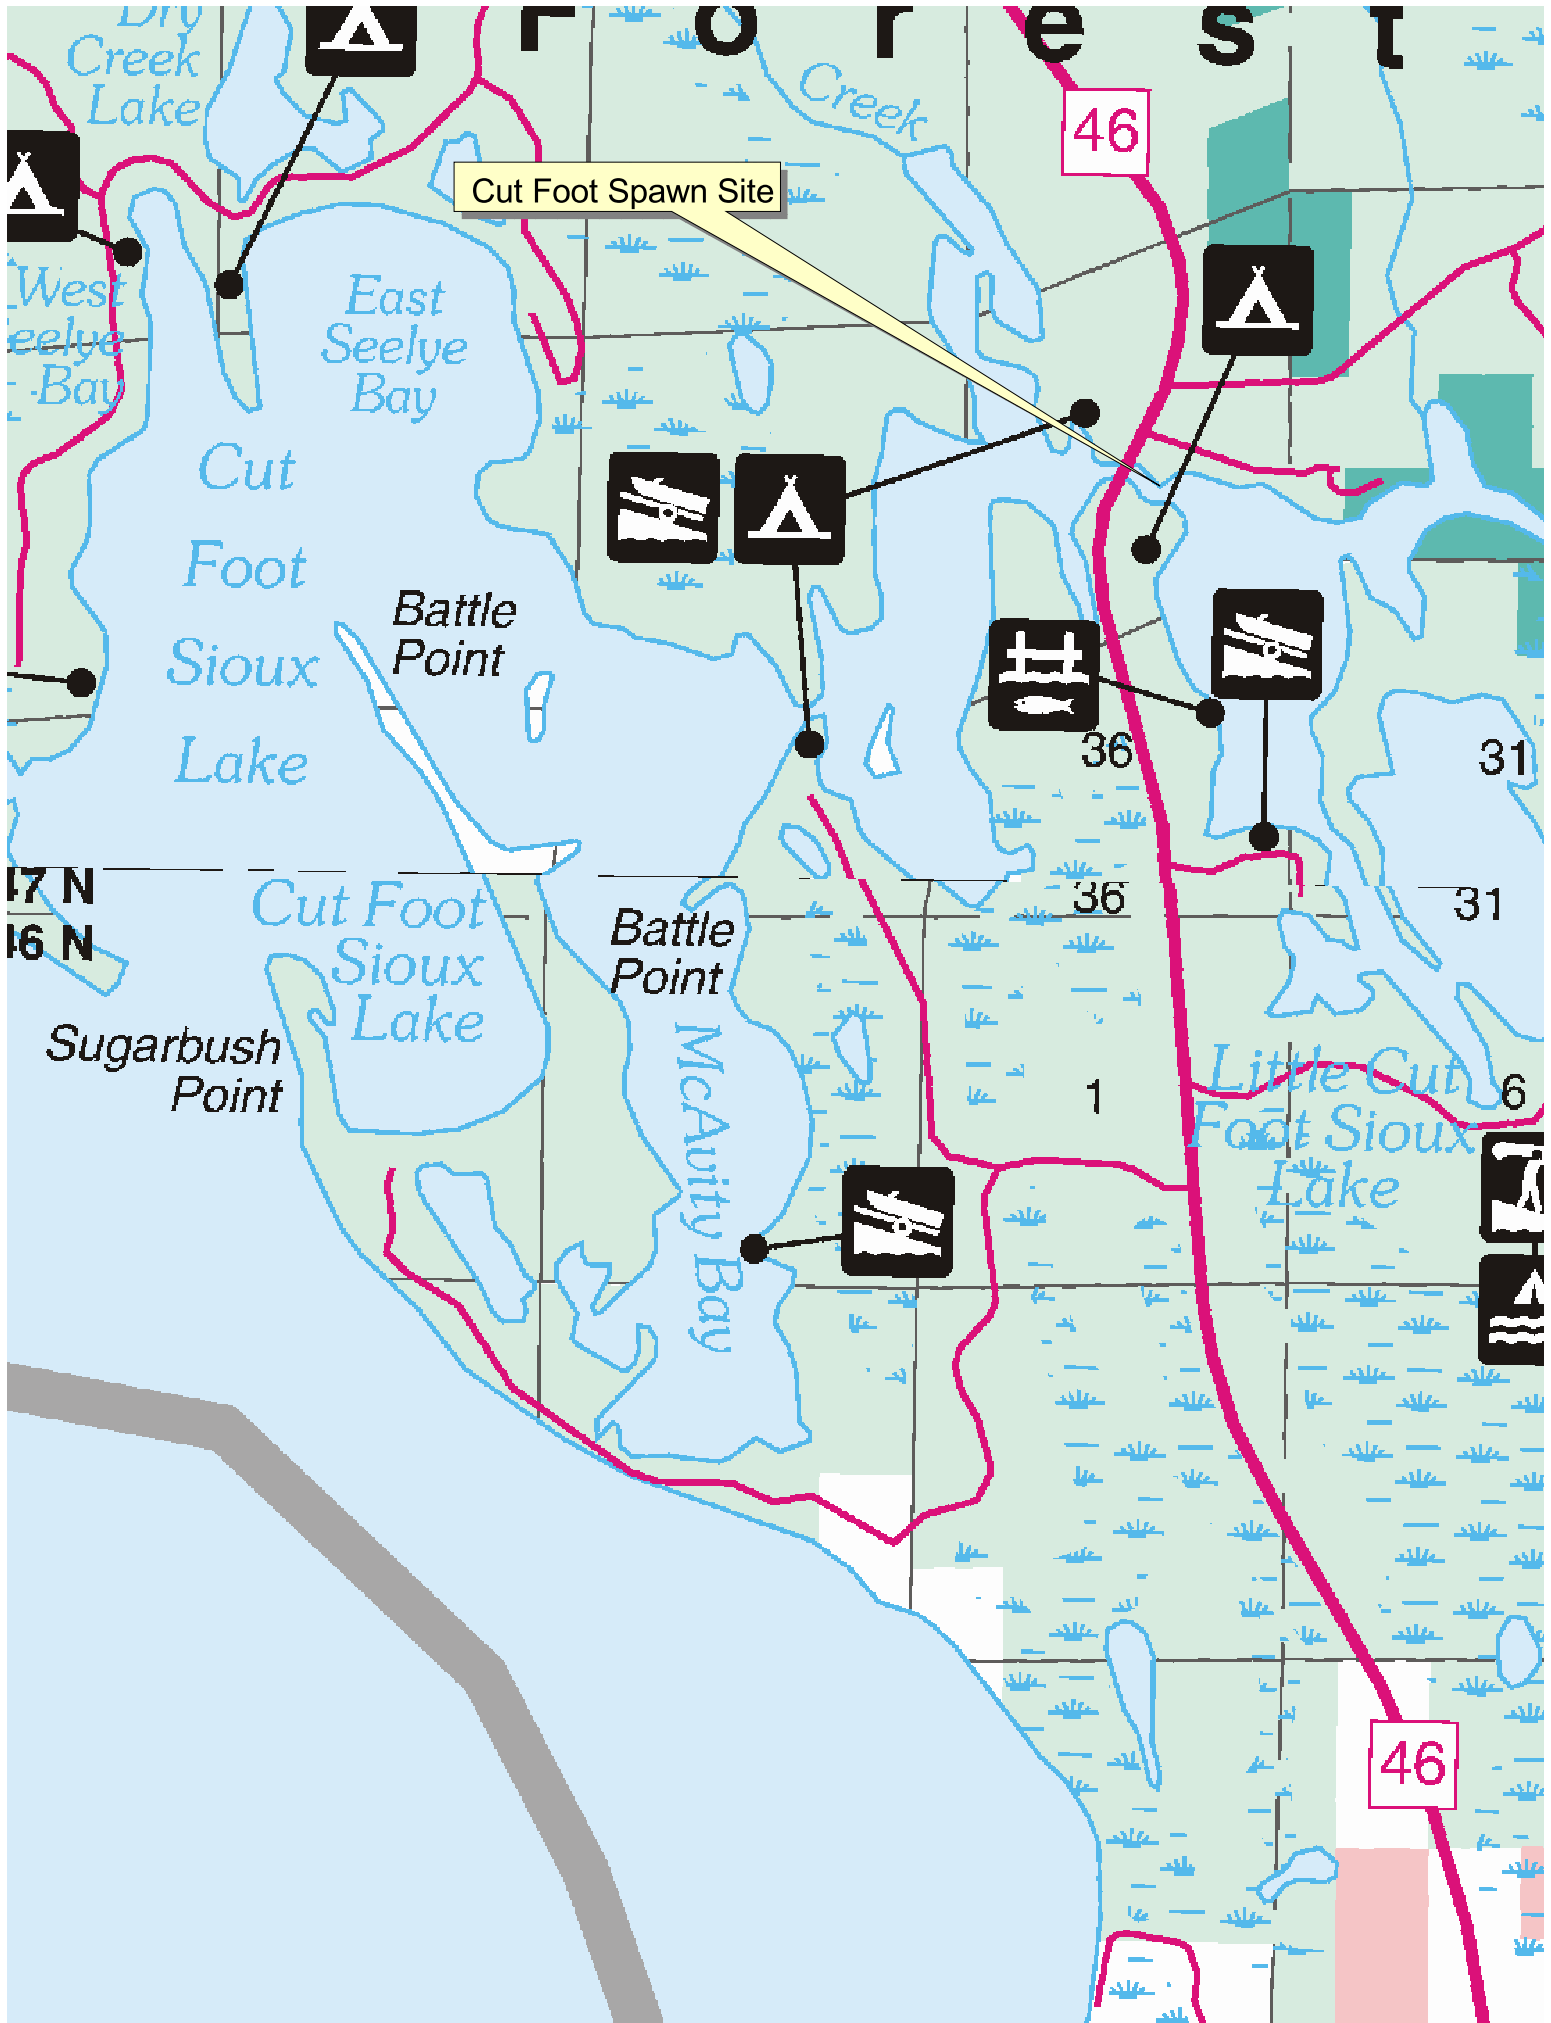 Dry
Creek
Lake
Forest
Creek
46
Cut Foot Spawn Site
West
eelye
Bay
East
Seelye
Bay
Cut
Foot
Sioux
Lake
Battle
Point
36
31
47 N
46 N
36
31
Cut Foot
Sioux
Lake
Battle
Point
Sugarbush
Point
McAvity Bay
1
6
Little Cut
Foot Sioux
Lake
46